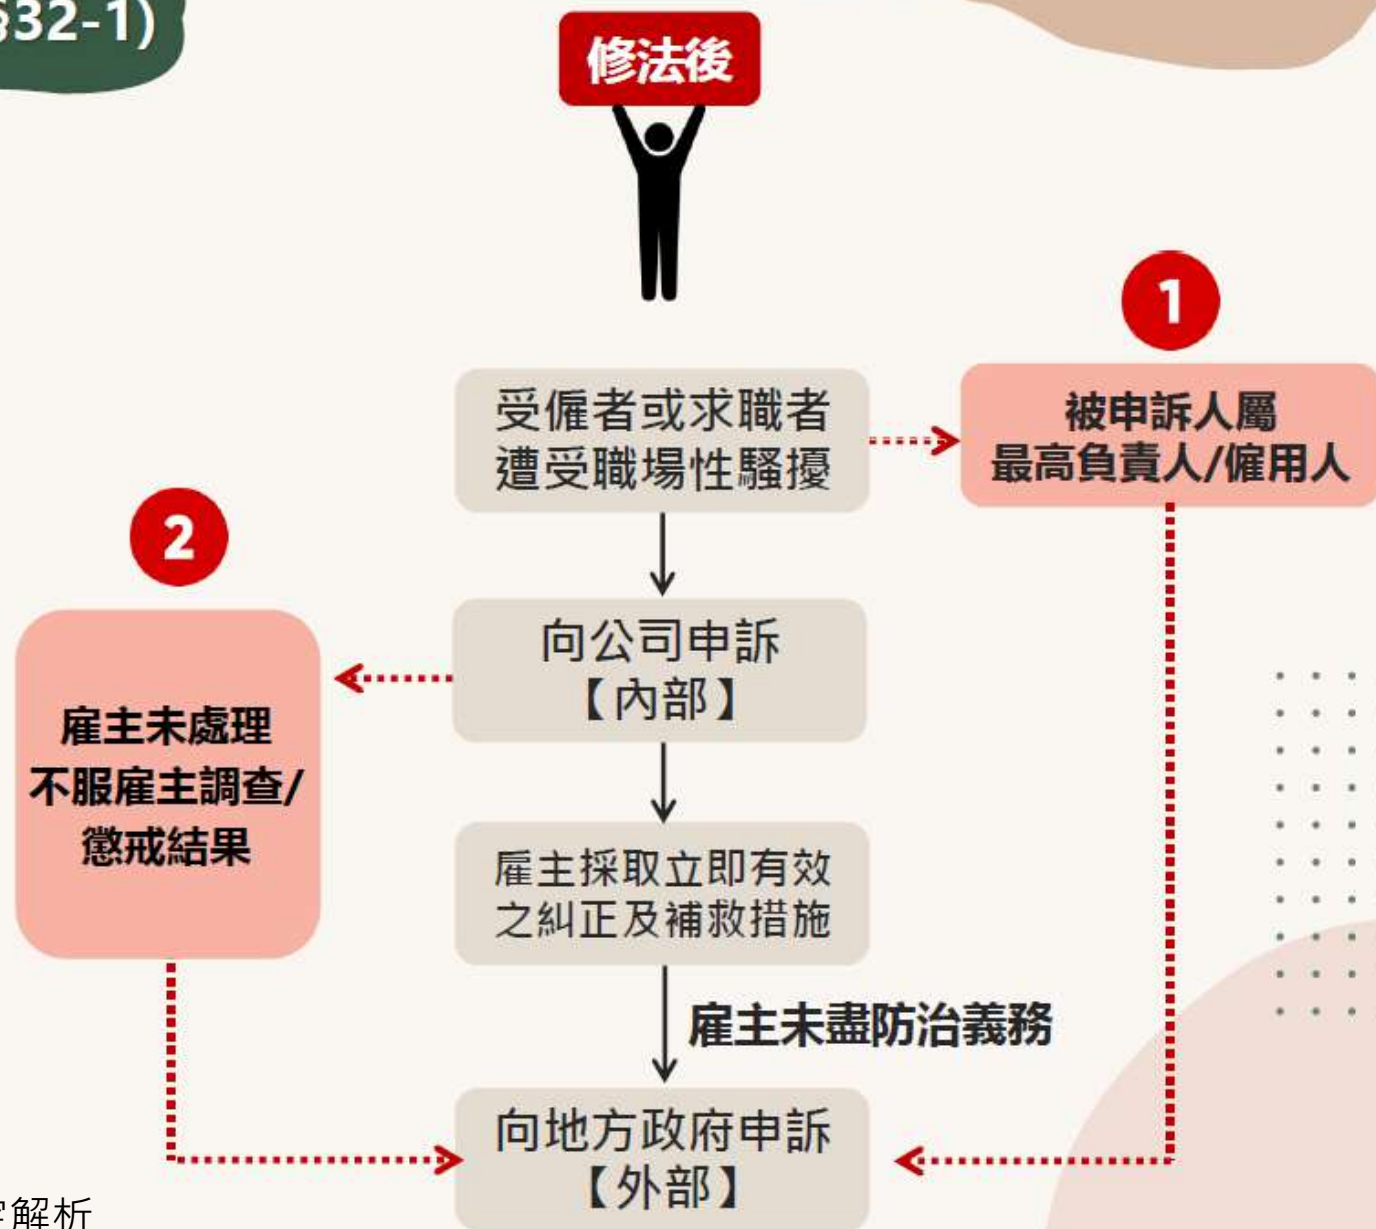 §32-1)
修法後
1
受僱者或求職者
遭受職場性騷擾
被申訴人屬
最高負責人/僱用人
2
向公司申訴
【內部】
雇主未處理
不服雇主調查/
懲戒結果
雇主採取立即有效
之糾正及補救措施
雇主未盡防治義務
向地方政府申訴
【外部】
解析